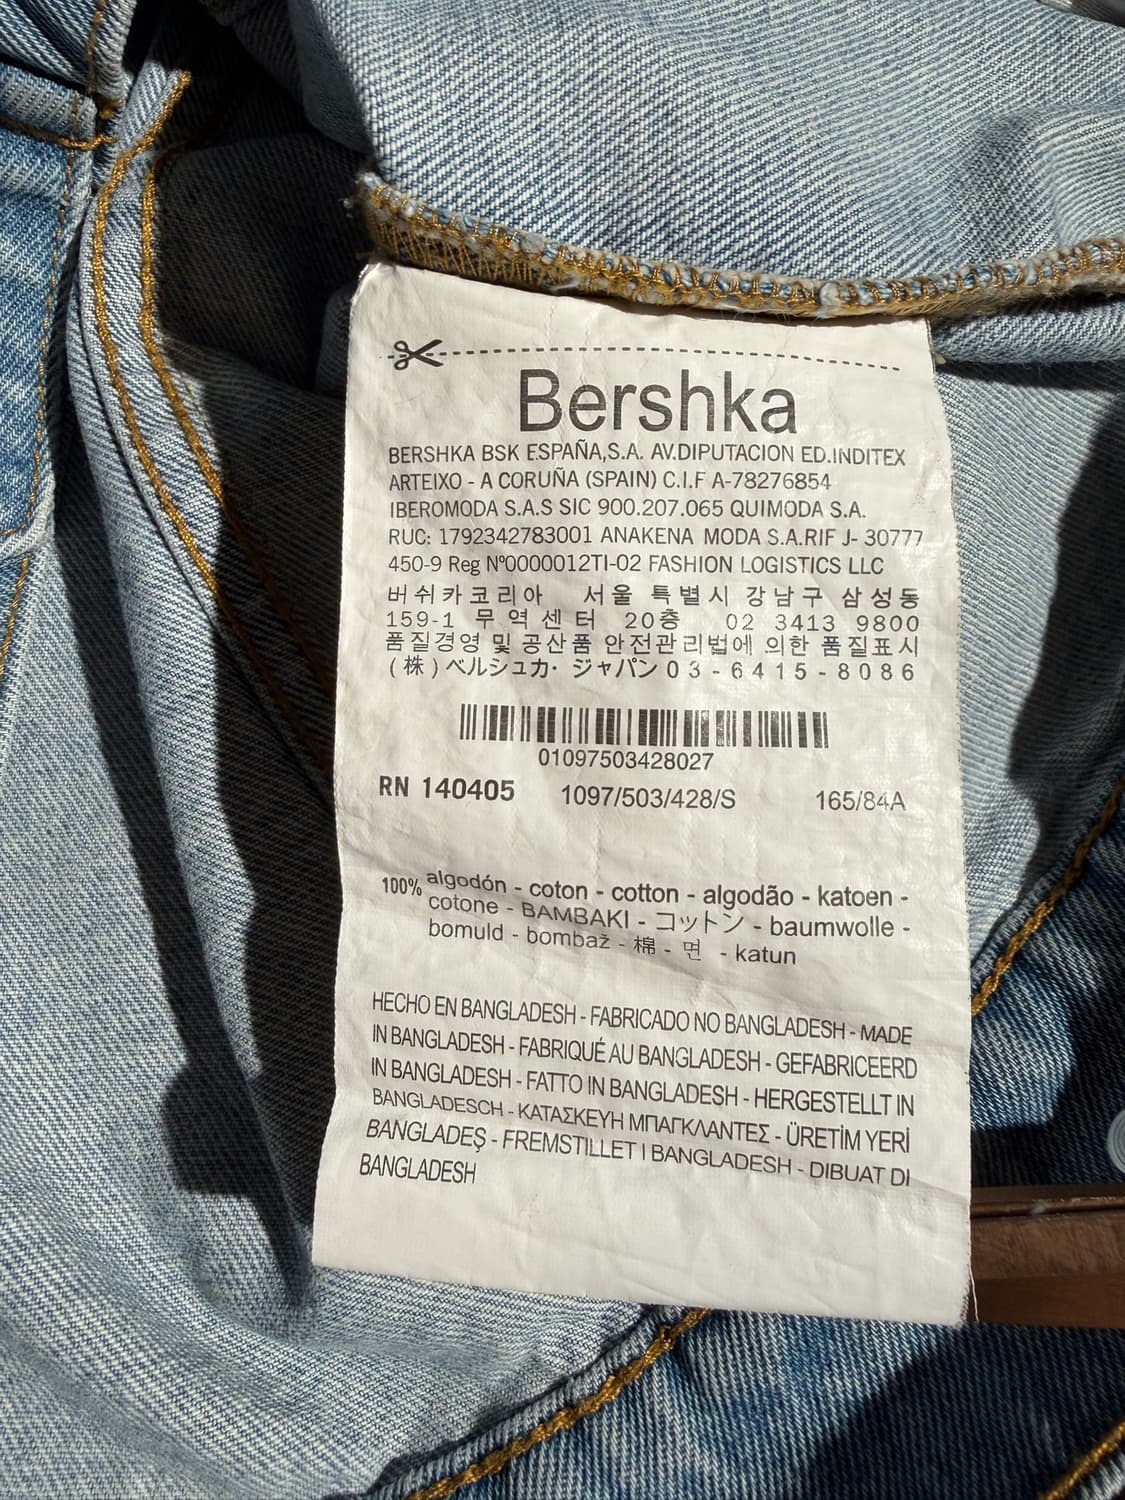 Bershka
BERSHKA BSK ESPAÑA,S.A. AV.DIPUTACION ED.INDITEX
ARTEIXO - A CORUÑA (SPAIN) C.I.F A-78276854
IBEROMODA S.A.S SIC 900.207.065 QUIMODA S.A.
RUC: 1792342783001 ANAKENA MODA S.A.RIF J- 30777
450-9 Reg Nº0000012TI-02 FASHION LOGISTICS LLC
버쉬카코리아 서울 특별시 강남구 삼성동
159-1 무역센터 20층 02 3413 9800
품질경영 및 공산품 안전관리법에 의한 품질표시
(株)ベルシュカ· ジャパン03-6415-8086
01097503428027
RN 140405 1097/503/428/S 165/84A
100% algodón - coton - cotton - algodão - katoen -
cotone - BAMBAKI - コットン - baumwolle -
bomuld - bombaž - 棉 - 면 - katun
HECHO EN BANGLADESH - FABRICADO NO BANGLADESH - MADE
IN BANGLADESH - FABRIQUÉ AU BANGLADESH - GEFABRICEERD
IN BANGLADESH - FATTO IN BANGLADESH - HERGESTELLT IN
BANGLADESCH - ΚΑΤΑΣΚΕΥΗ ΜΠΑΓΚΛΑΝΤΕΣ - ÜRETİM YERİ
BANGLADEŞ - FREMSTILLET I BANGLADESH - DIBUAT DI
BANGLADESH